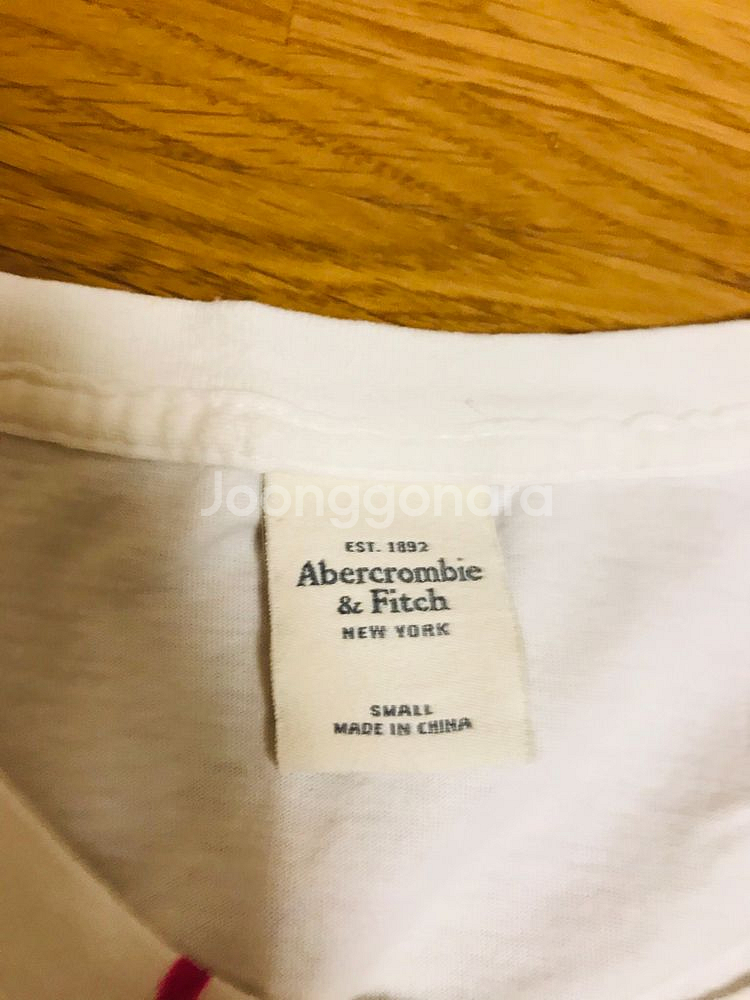 Joonggonara
EST. 1892
Abercrombie
& Fitch
NEW YORK
SMALL
MADE IN CHINA